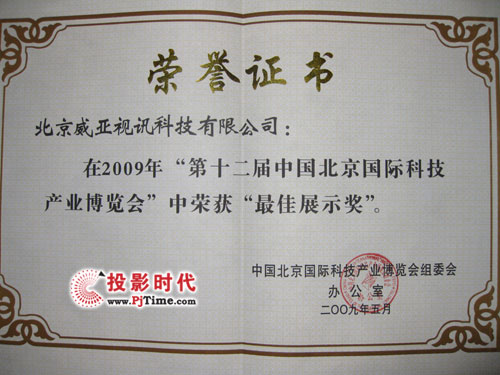 荣誉证书
北京威亚视讯科技有限公司：
在2009年“第十二届中国北京国际科技
产业博览会”中荣获“最佳展示奖”。
投影时代
www.PjTime.com
中国北京国际科技产业博览会组委会
办公室
二〇〇九年五月